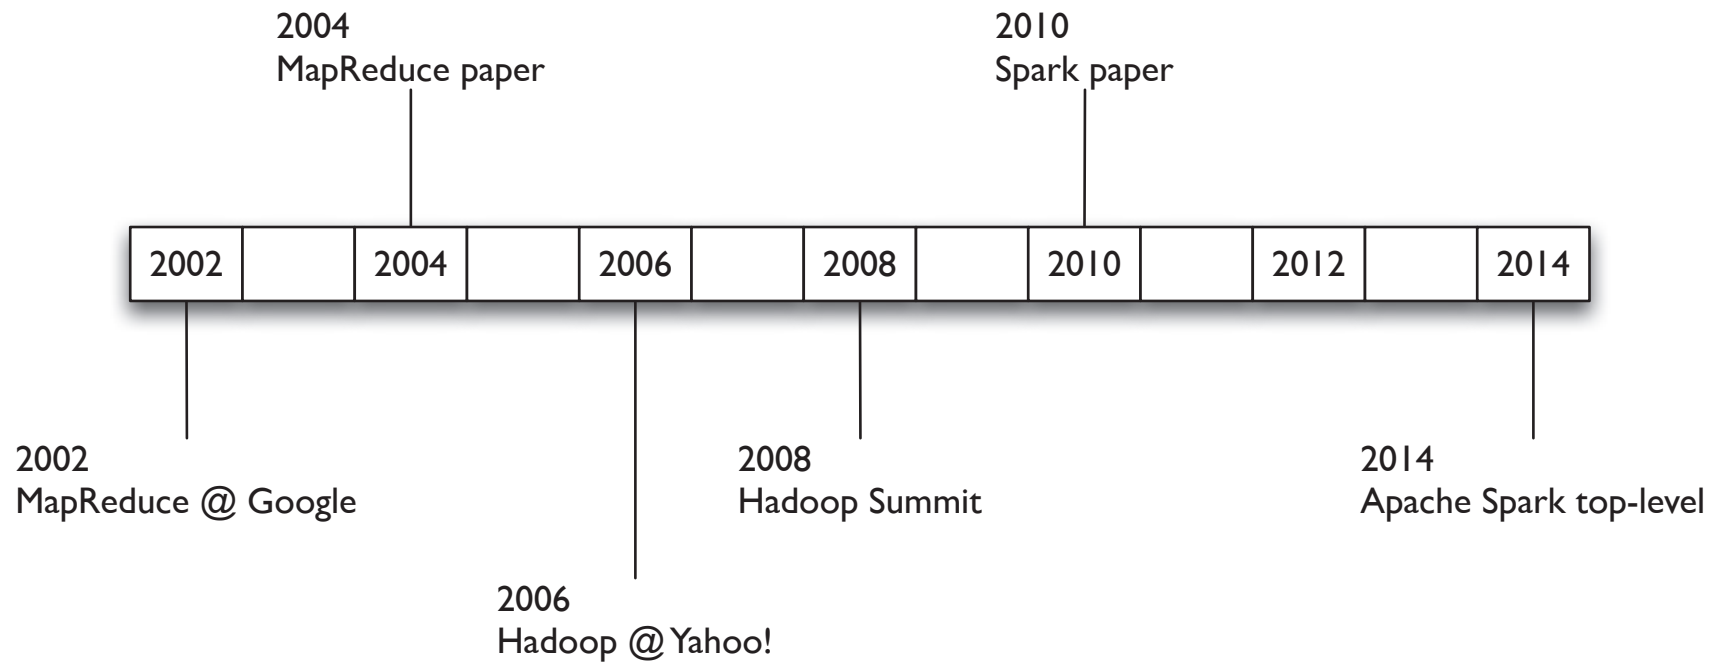 2004
MapReduce paper
2010
Spark paper
2002
2004
2006
2008
2010
2012
2014
2002
MapReduce @ Google
2008
Hadoop Summit
2014
Apache Spark top-level
2006
Hadoop @ Yahoo!